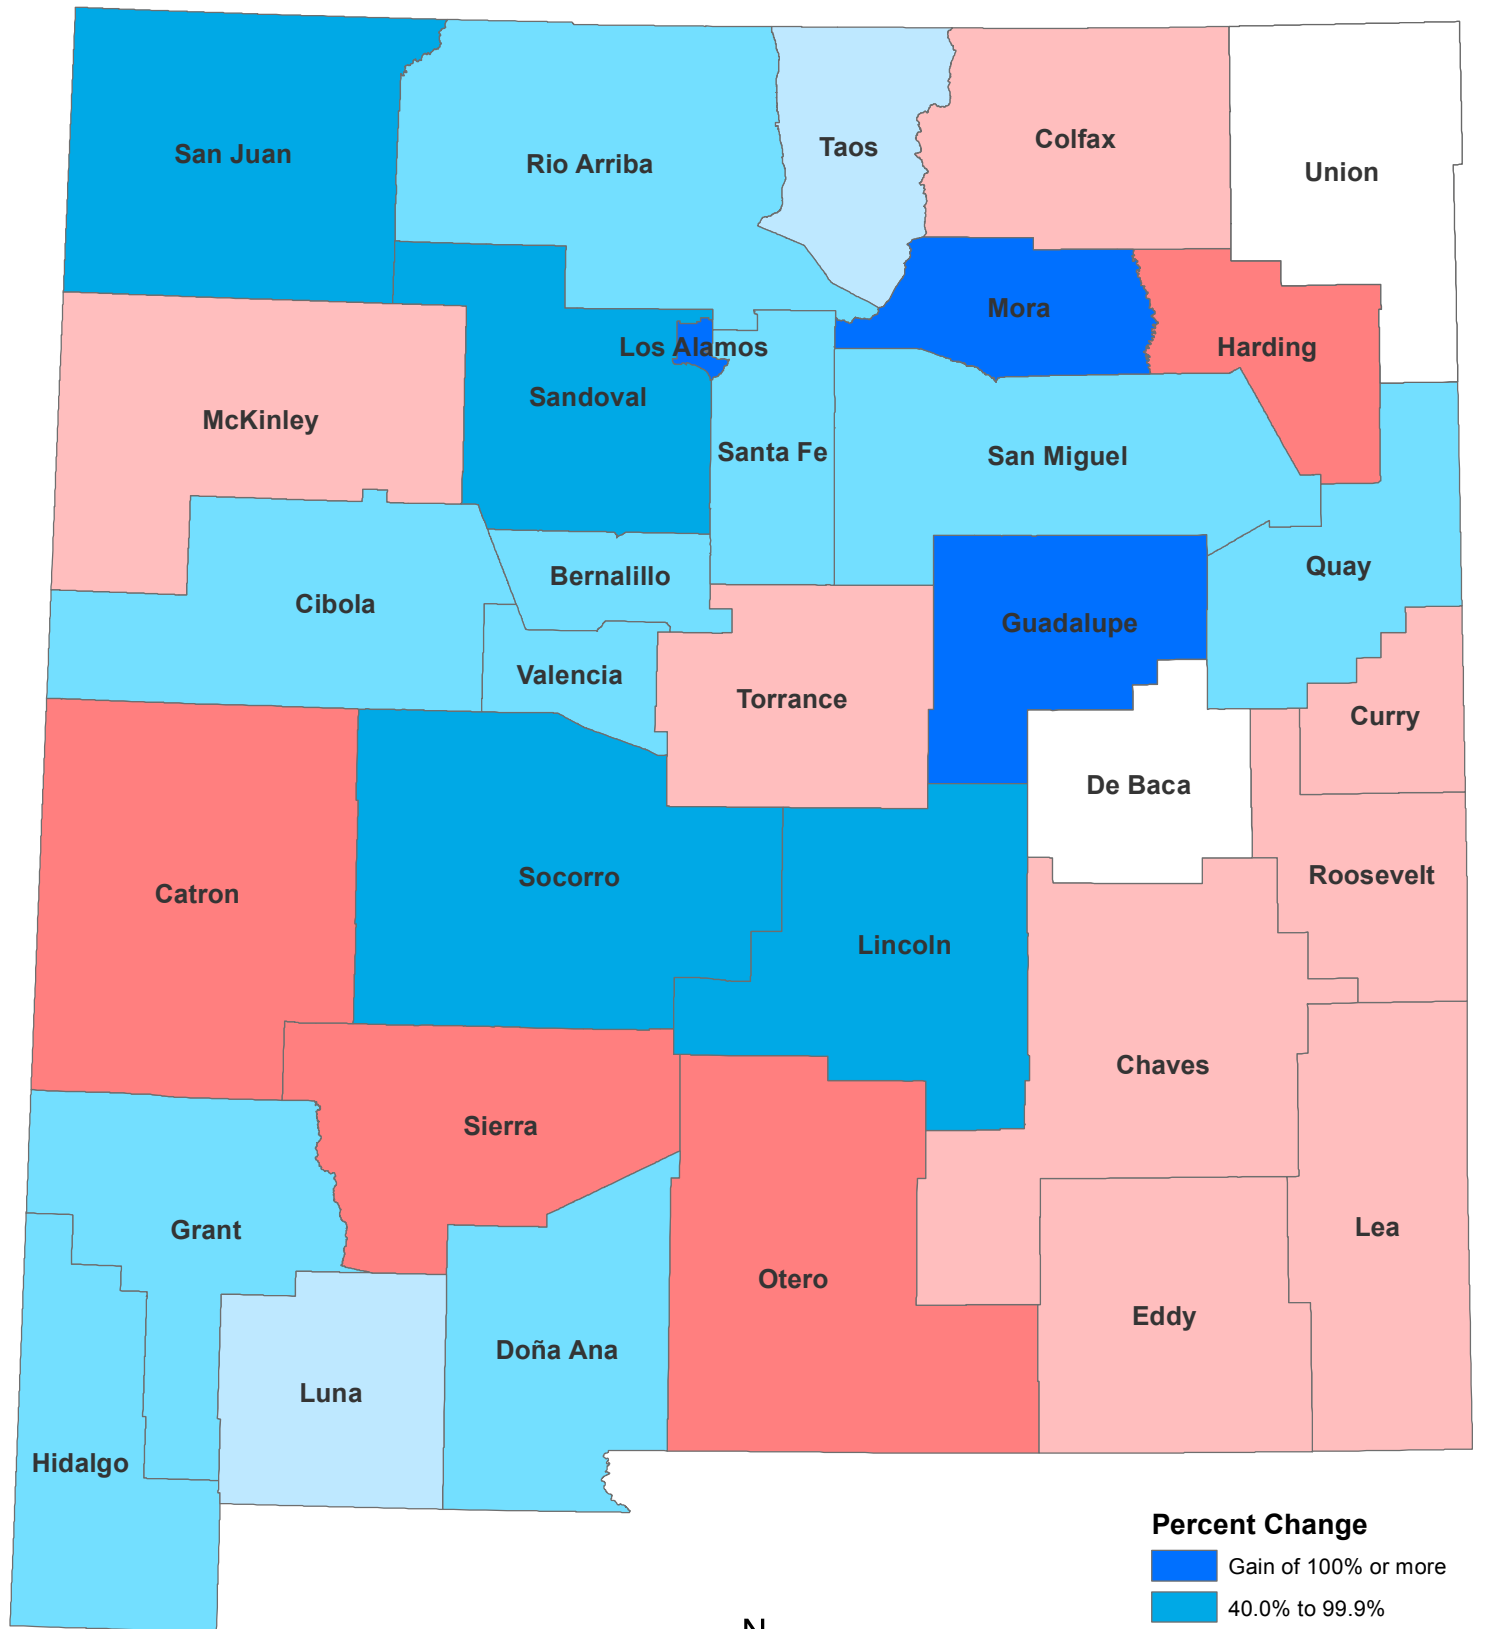 San Juan
Rio Arriba
Taos
Colfax
Union
Mora
Harding
Los Alamos
Sandoval
McKinley
Santa Fe
San Miguel
Quay
Bernalillo
Cibola
Guadalupe
Valencia
Torrance
Curry
De Baca
Roosevelt
Socorro
Catron
Lincoln
Chaves
Sierra
Grant
Lea
Otero
Eddy
Doña Ana
Luna
Hidalgo
Percent Change
Gain of 100% or more
40.0% to 99.9%
N